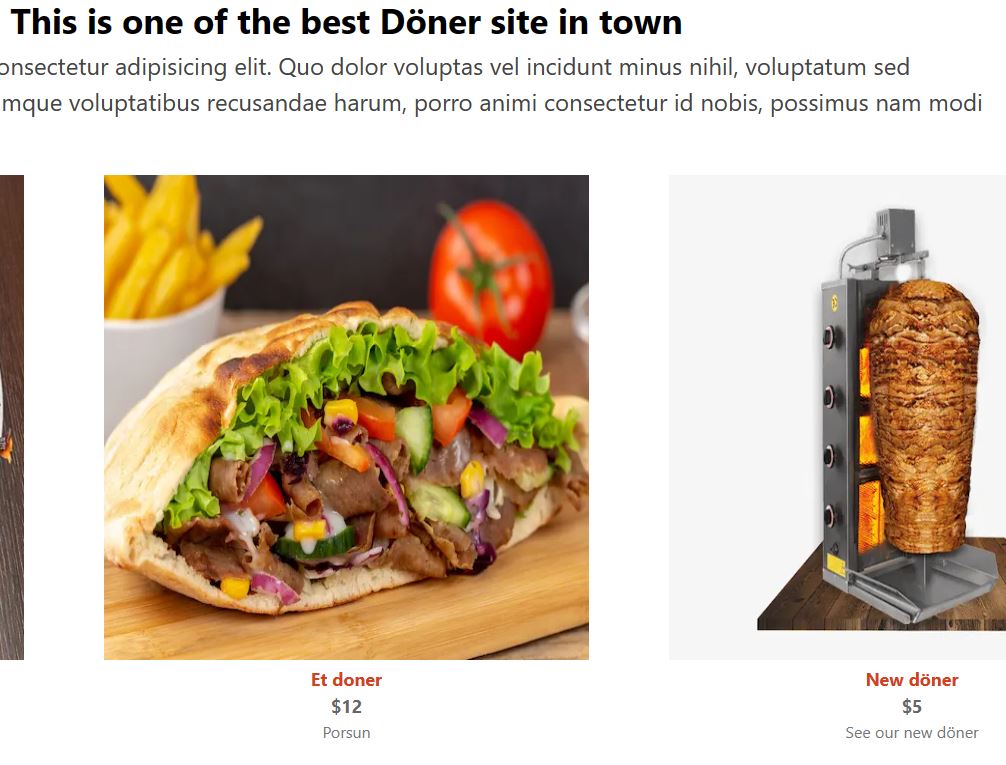 This is one of the best Döner site in town
onsectetur adipisicing elit. Quo dolor voluptas vel incidunt minus nihil, voluptatum sed
mque voluptatibus recusandae harum, porro animi consectetur id nobis, possimus nam modi
Et doner
$12
Porsun
New döner
$5
See our new döner